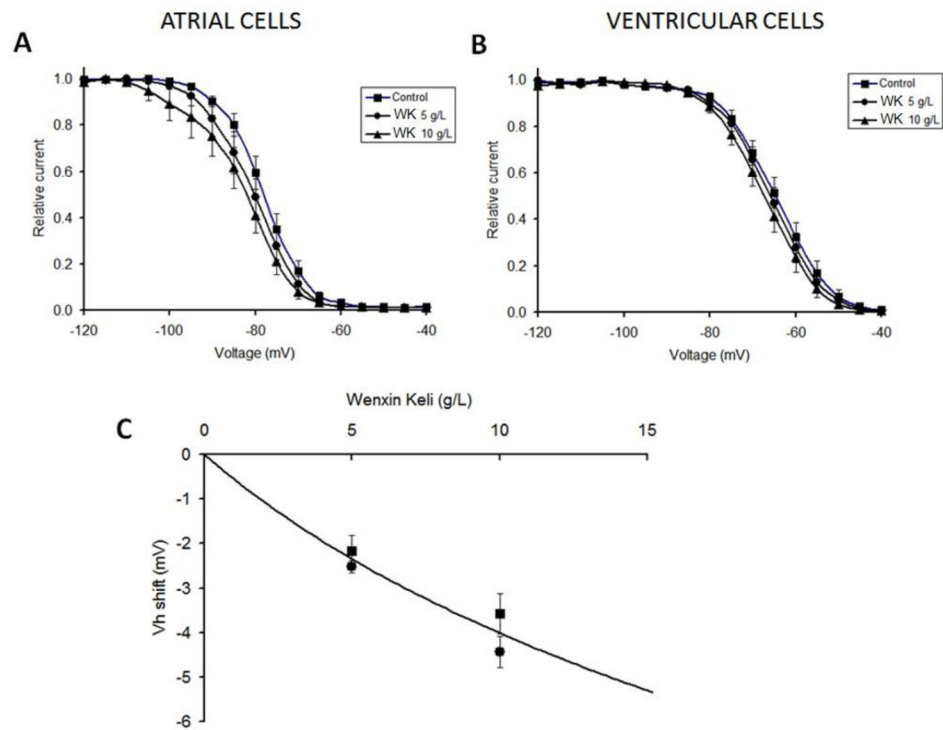 ATRIAL CELLS
VENTRICULAR CELLS
A
Relative current
1.0
0.8
0.6
0.4
0.2
0.0
-120
-100
-80
-60
-40
Voltage (mV)
Control
WK 5 g/L
WK 10 g/L
B
Relative current
1.0
0.8
0.6
0.4
0.2
0.0
-120
-100
-80
-60
-40
Voltage (mV)
Control
WK 5 g/L
WK 10 g/L
C
Wenxin Keli (g/L)
0
5
10
15
Vh shift (mV)
0
-1
-2
-3
-4
-5
-6